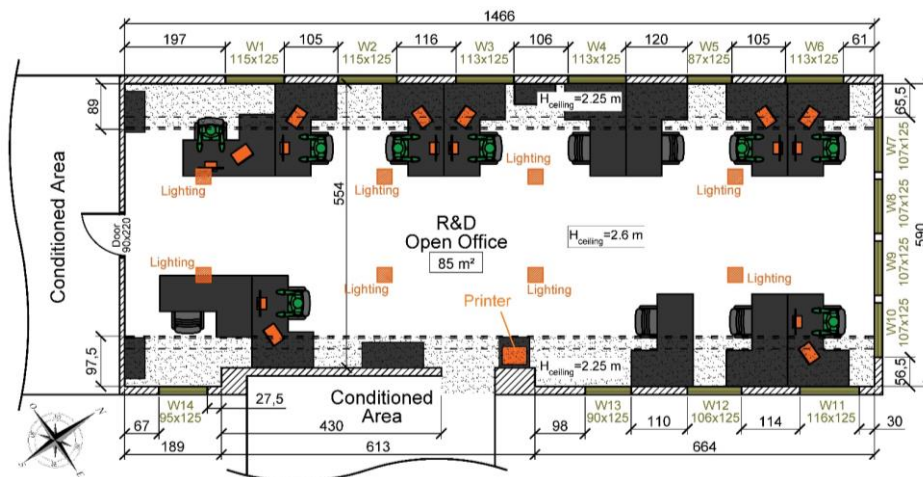 1466
197
W1
115x125
105
W2
115x125
116
W3
113x125
106
W4
113x125
120
W5
87x125
105
W6
113x125
61
89
H ceiling=2.25 m
65,5
W7
107x125
W8
107x125
W9
107x125
W10
107x125
590
56,5
Conditioned Area
Door
90x220
554
Lighting
Lighting
Lighting
Lighting
R&D
Open Office
85 m²
H ceiling=2.6 m
Lighting
Lighting
Lighting
Lighting
Printer
97,5
H ceiling=2.25 m
W14
95x125
27,5
Conditioned
Area
W13
90x125
W12
106x125
W11
116x125
67
430
98
110
114
30
189
613
664
O
N
S
E